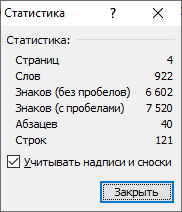 Статистика
?
Статистика:
Страниц 4
Слов 922
Знаков (без пробелов) 6 602
Знаков (с пробелами) 7 520
Абзацев 40
Строк 121
Учитывать надписи и сноски
Закрыть